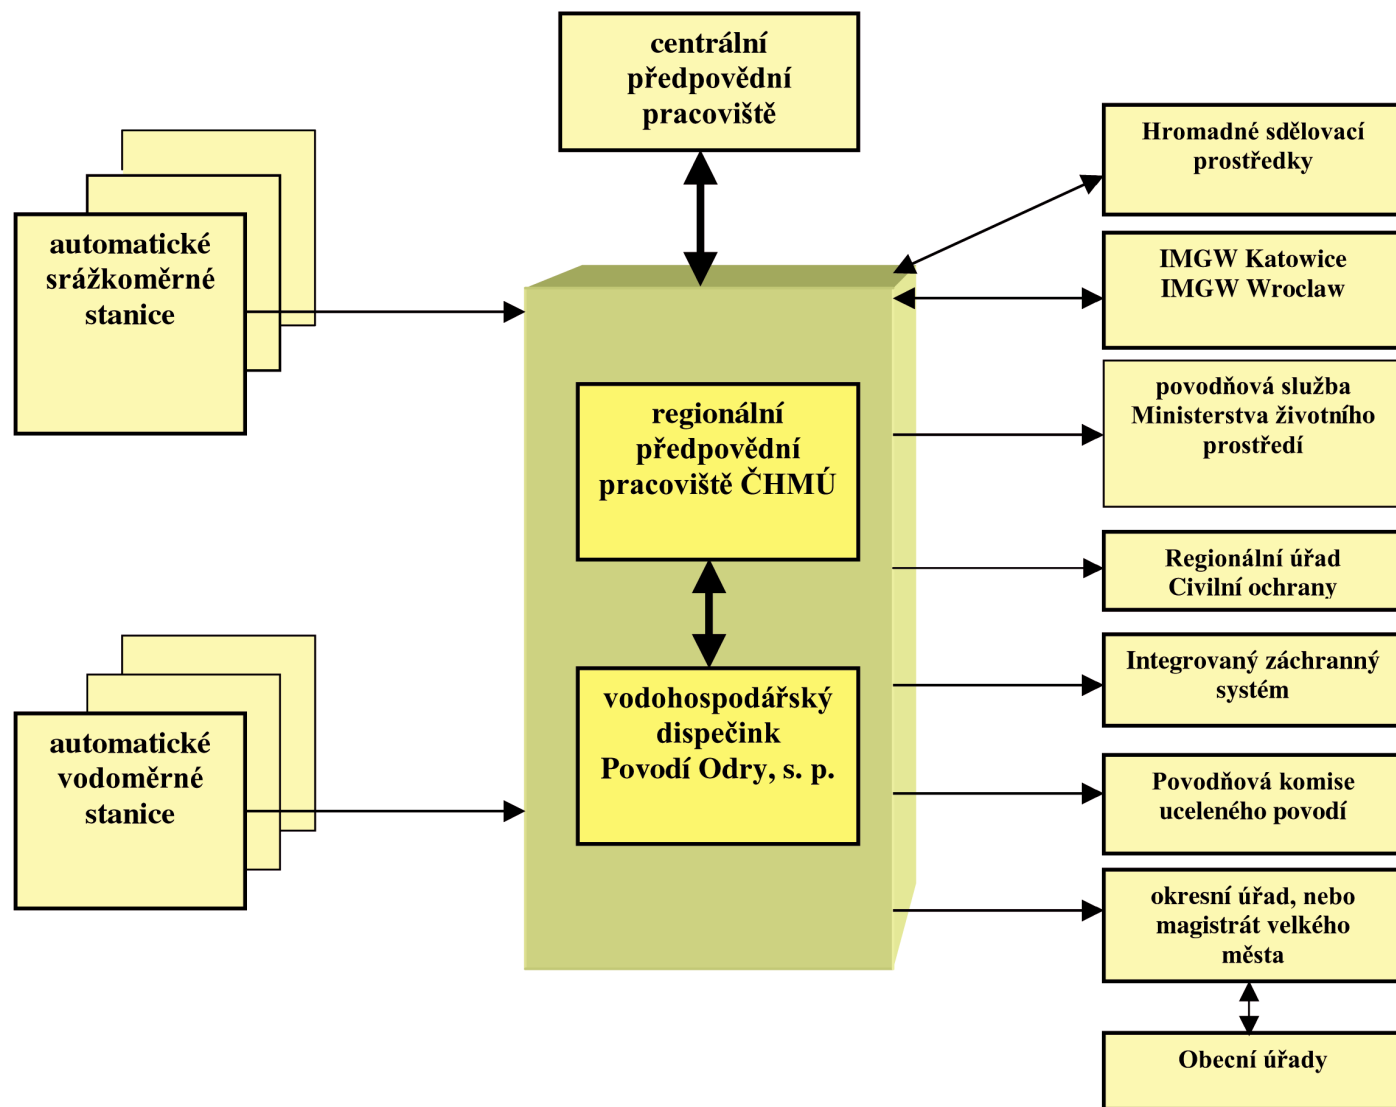 centrální
předpovědní
pracoviště
automatické
srážkoměrné
stanice
automatické
vodoměrné
stanice
regionální
předpovědní
pracoviště ČHMÚ
vodohospodářský
dispečink
Povodí Odry, s. p.
Hromadné sdělovací
prostředky
IMGW Katowice
IMGW Wroclaw
povodňová služba
Ministerstva životního
prostředí
Regionální úřad
Civilní ochrany
Integrovaný záchranný
systém
Povodňová komise
uceleného povodí
okresní úřad, nebo
magistrát velkého
města
Obecní úřady